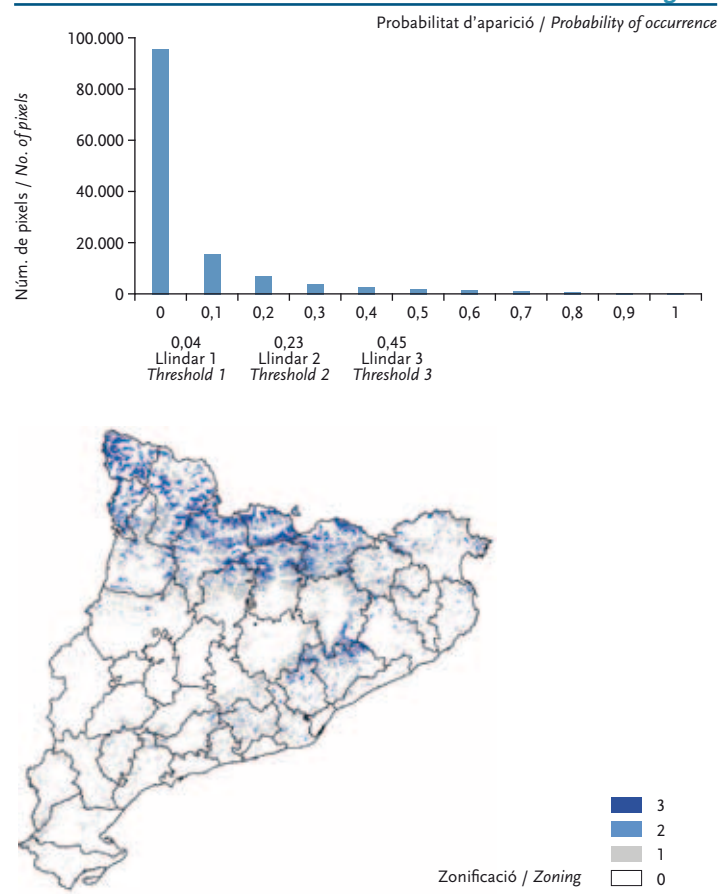 Probabilitat d'aparició / Probability of occurrence
Núm. de pixels / No. of pixels
100.000
80.000
60.000
40.000
20.000
0
0 0,1 0,2 0,3 0,4 0,5 0,6 0,7 0,8 0,9 1
0,04 0,23 0,45
Llindar 1 Llindar 2 Llindar 3
Threshold 1 Threshold 2 Threshold 3
3
2
1
Zonificació / Zoning 0